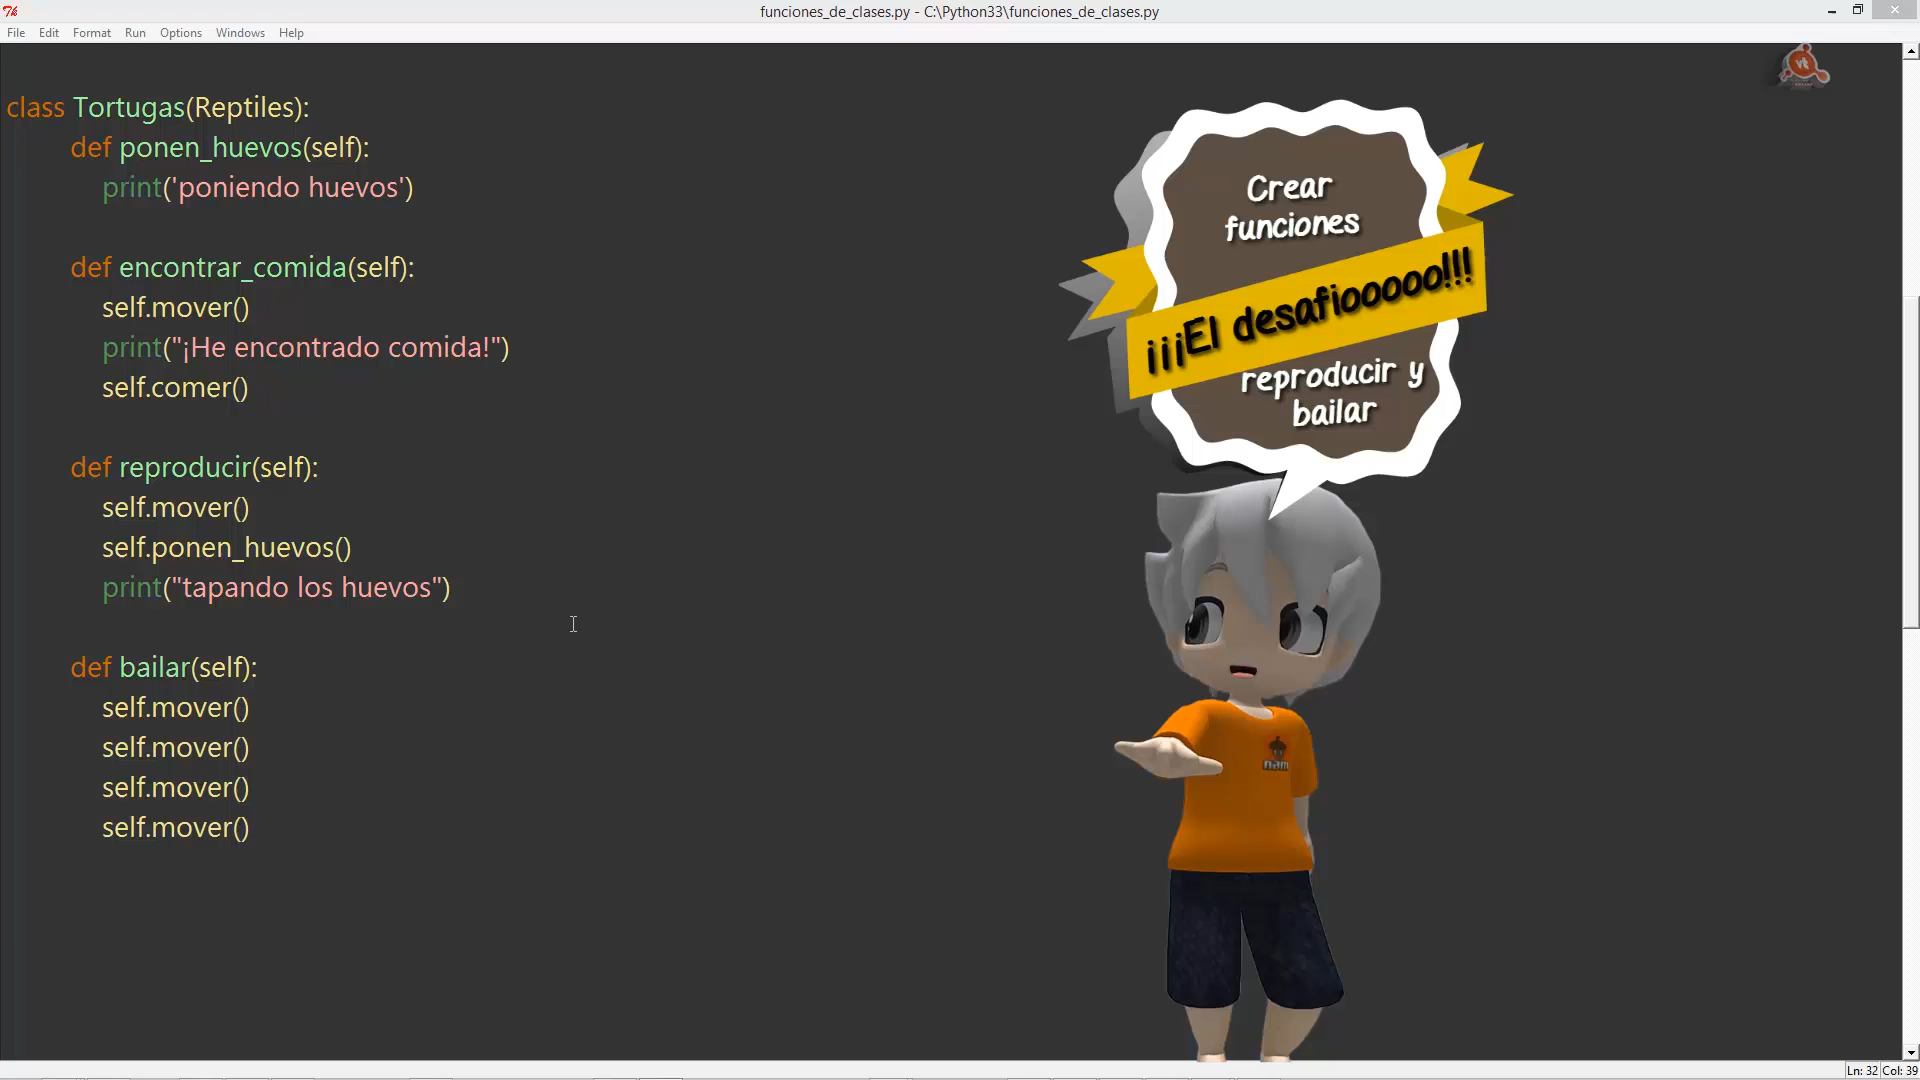 funciones_de_clases.py - C:\Python33\funciones_de_clases.py
File Edit Format Run Options Windows Help
class Tortugas(Reptiles):
def ponen_huevos(self):
print('poniendo huevos')
def encontrar_comida(self):
self.mover()
print("¡He encontrado comida!")
self.comer()
def reproducir(self):
self.mover()
self.ponen_huevos()
print("tapando los huevos")
def bailar(self):
self.mover()
self.mover()
self.mover()
self.mover()
Crear
funciones
¡¡¡El desafiooooo!!!
reproducir y
bailar
nam
Ln: 32 Col: 39